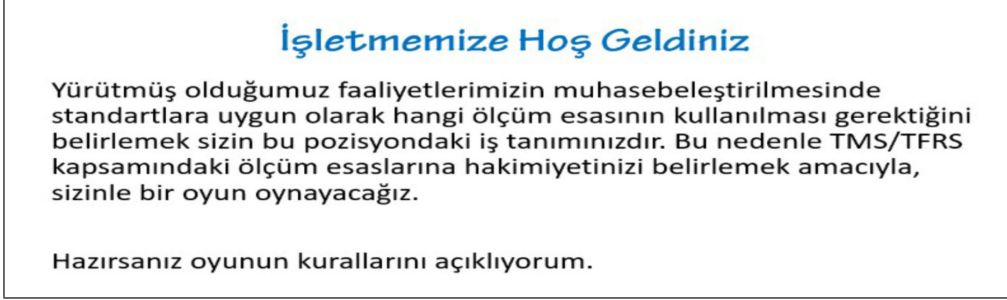 İşletmemize Hoş Geldiniz
Yürütmüş olduğumuz faaliyetlerimizin muhasebeleştirilmesinde
standartlara uygun olarak hangi ölçüm esasının kullanılması gerektiğini
belirlemek sizin bu pozisyondaki iş tanımınızdır. Bu nedenle TMS/TFRS
kapsamındaki ölçüm esaslarına hakimiyetinizi belirlemek amacıyla,
sizinle bir oyun oynayacağız.
Hazırsanız oyunun kurallarını açıklıyorum.